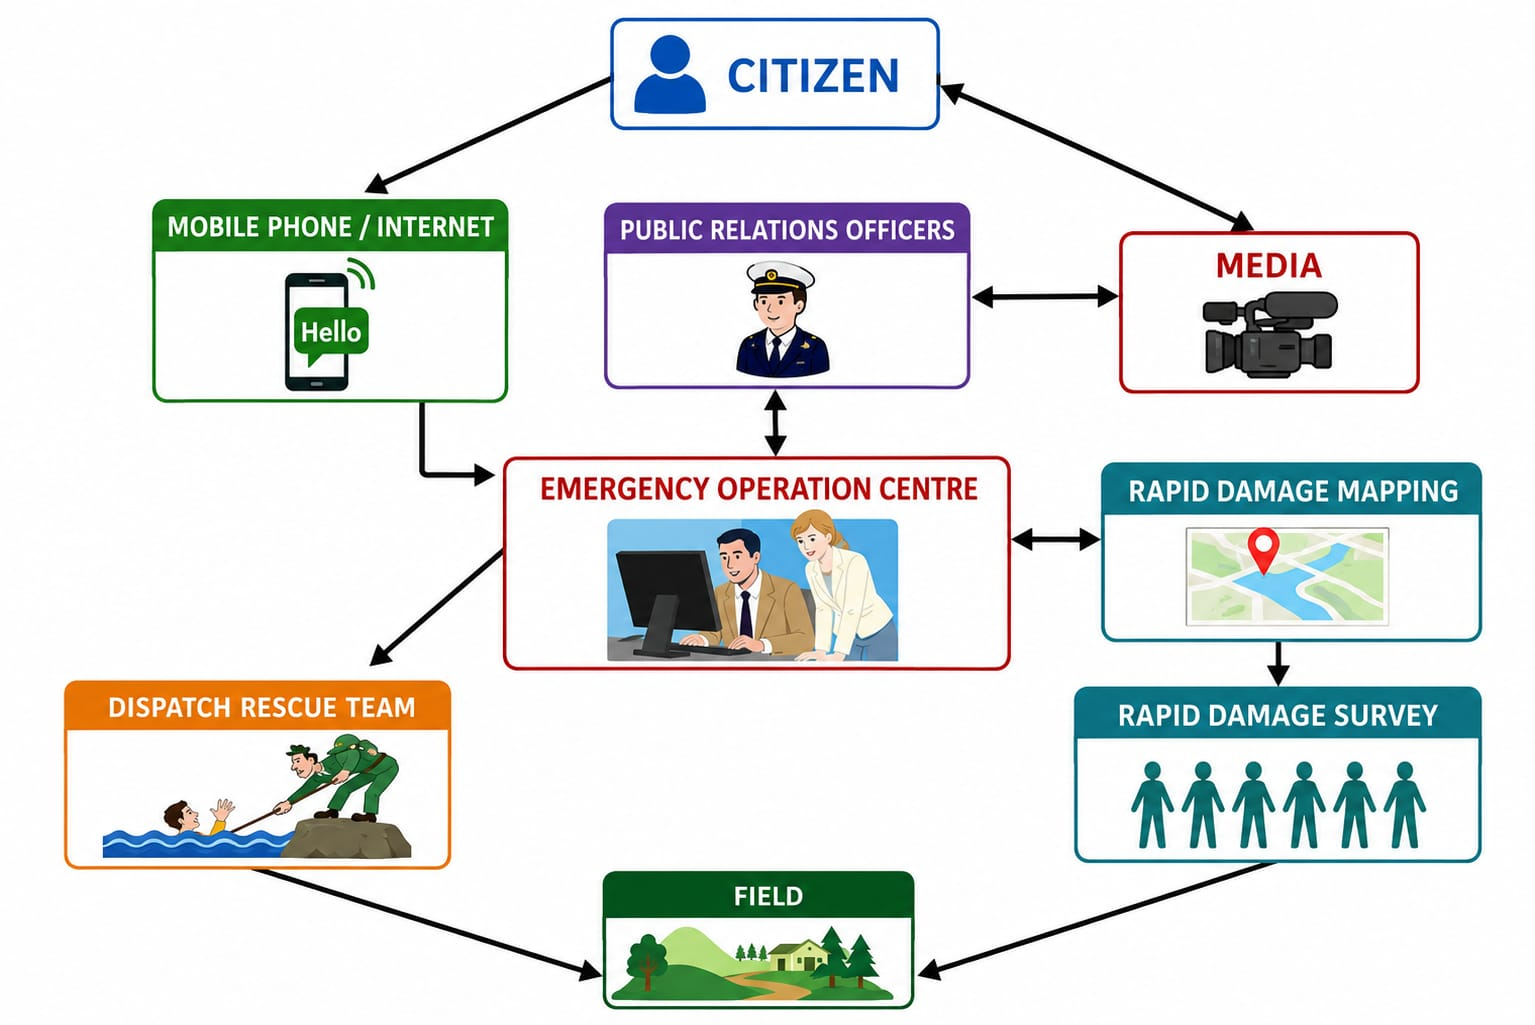 CITIZEN
MOBILE PHONE / INTERNET
Hello
PUBLIC RELATIONS OFFICERS
MEDIA
EMERGENCY OPERATION CENTRE
RAPID DAMAGE MAPPING
DISPATCH RESCUE TEAM
RAPID DAMAGE SURVEY
FIELD